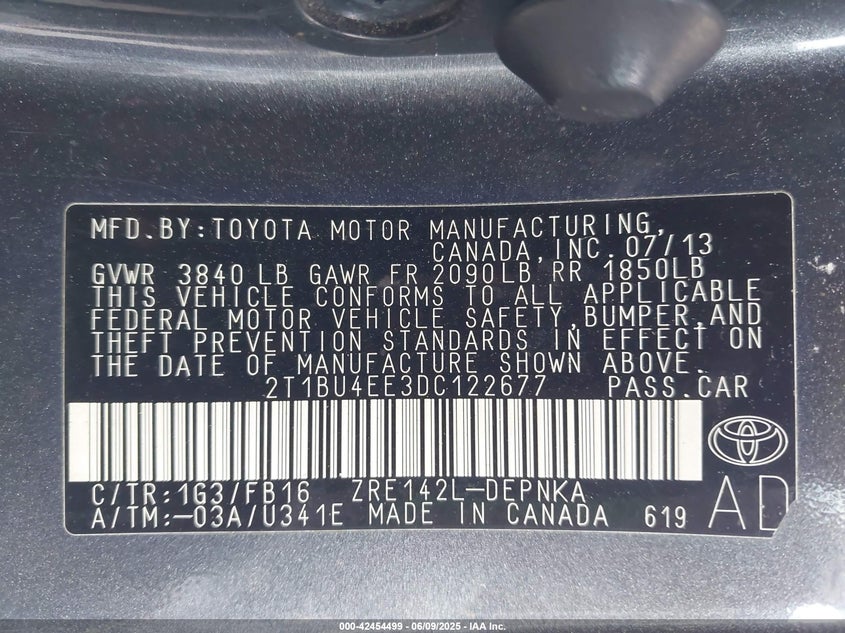 MFD.BY:TOYOTA MOTOR MANUFACTURING,
CANADA,INC. 07/13
GVWR 3840 LB GAWR FR 2090LB RR 1850LB
THIS VEHICLE CONFORMS TO ALL APPLICABLE
FEDERAL MOTOR VEHICLE SAFETY,BUMPER,AND
THEFT PREVENTION STANDARDS IN EFFECT ON
THE DATE OF MANUFACTURE SHOWN ABOVE.
2T1BU4EE3DC122677 PASS.CAR
C/TR:1G3/FB16 ZRE142L-DEPNKA
A/TM:-03A/U341E MADE IN CANADA 619 AD
000-42454499 - 06/09/2025 - IAA Inc.